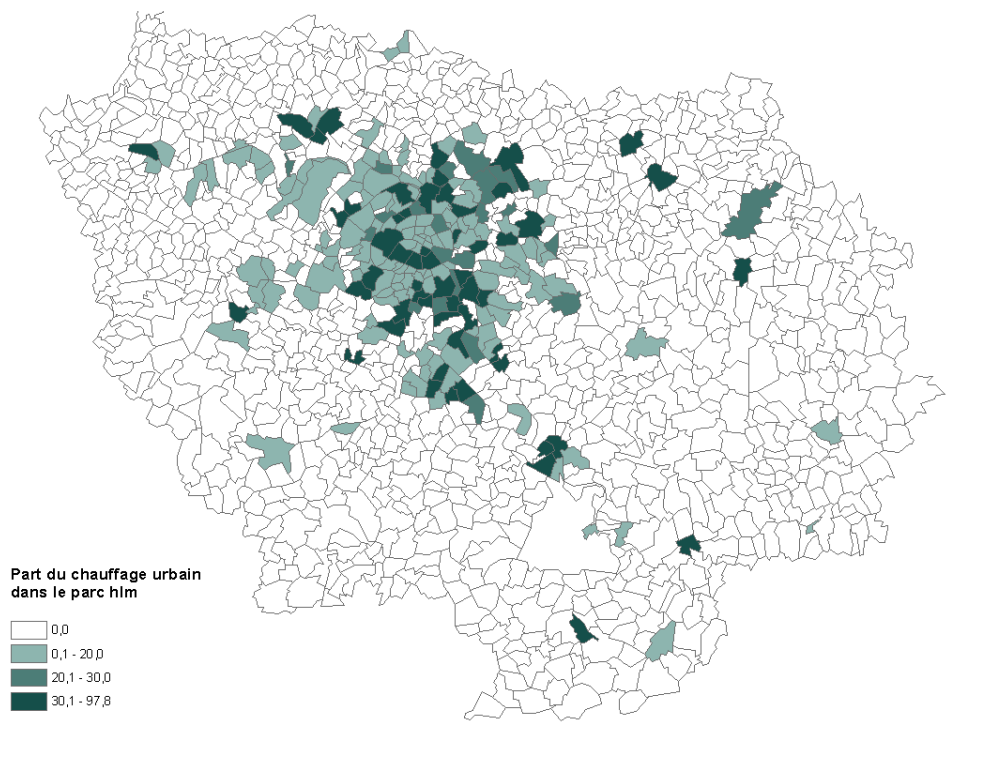 Part du chauffage urbain
dans le parc hlm
0,0
0,1 - 20,0
20,1 - 30,0
30,1 - 97,8